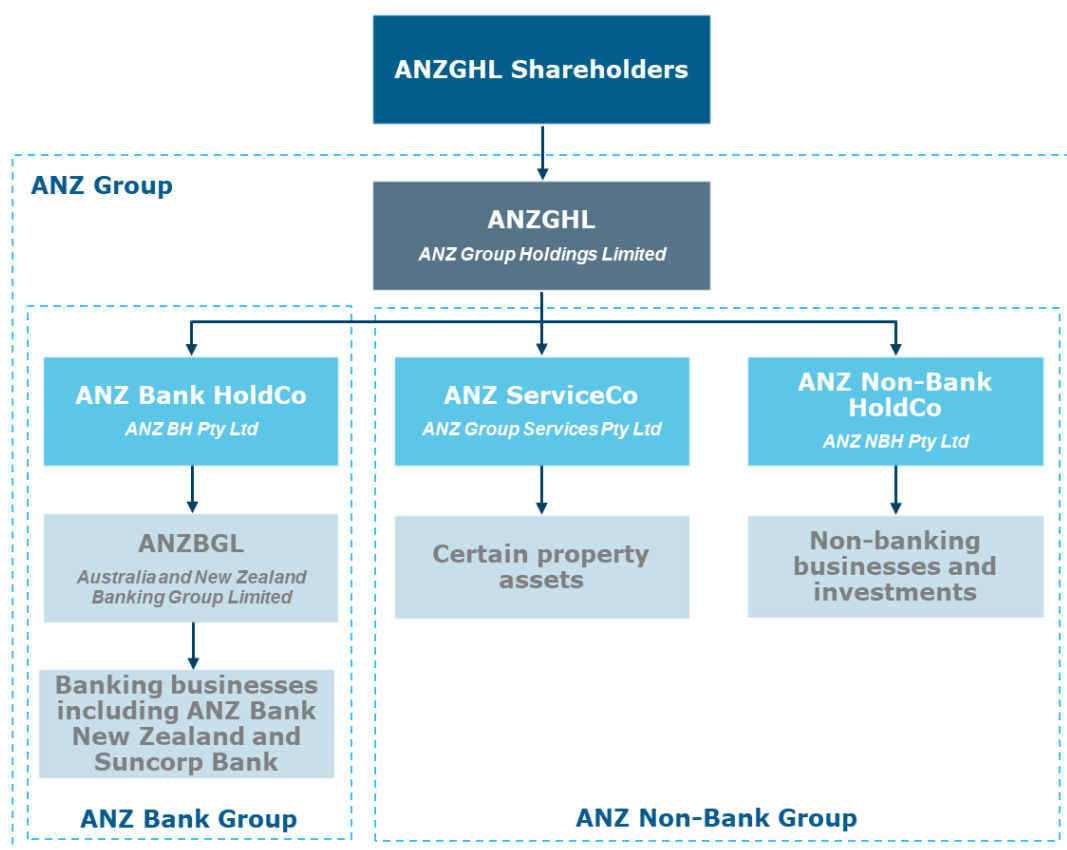 ANZGHL Shareholders
ANZ Group
ANZGHL
ANZ Group Holdings Limited
ANZ Bank HoldCo
ANZ BH Pty Ltd
ANZ ServiceCo
ANZ Group Services Pty Ltd
ANZ Non-Bank
HoldCo
ANZ NBH Pty Ltd
ANZBGL
Australia and New Zealand
Banking Group Limited
Certain property
assets
Non-banking
businesses and
investments
Banking businesses
including ANZ Bank
New Zealand and
Suncorp Bank
ANZ Bank Group
ANZ Non-Bank Group